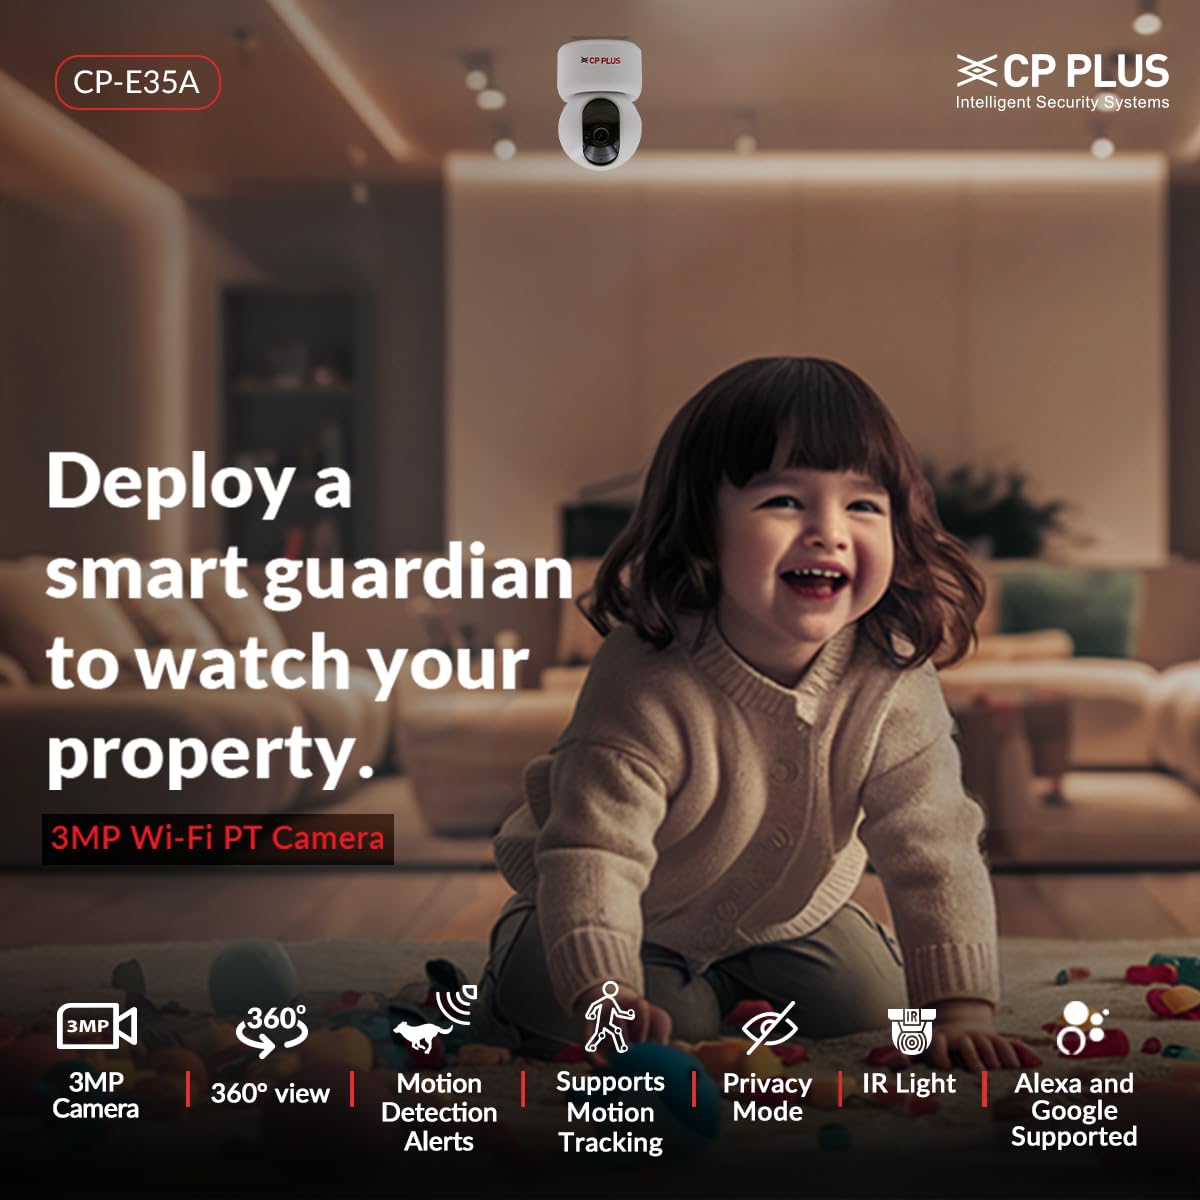 CP-E35A
CP PLUS
CP PLUS
Intelligent Security Systems
Deploy a
smart guardian
to watch your
property.
3MP Wi-Fi PT Camera
3MP
360°
IR
3MP
Camera
360° view
Motion
Detection
Alerts
Supports
Motion
Tracking
Privacy
Mode
IR Light
Alexa and
Google
Supported